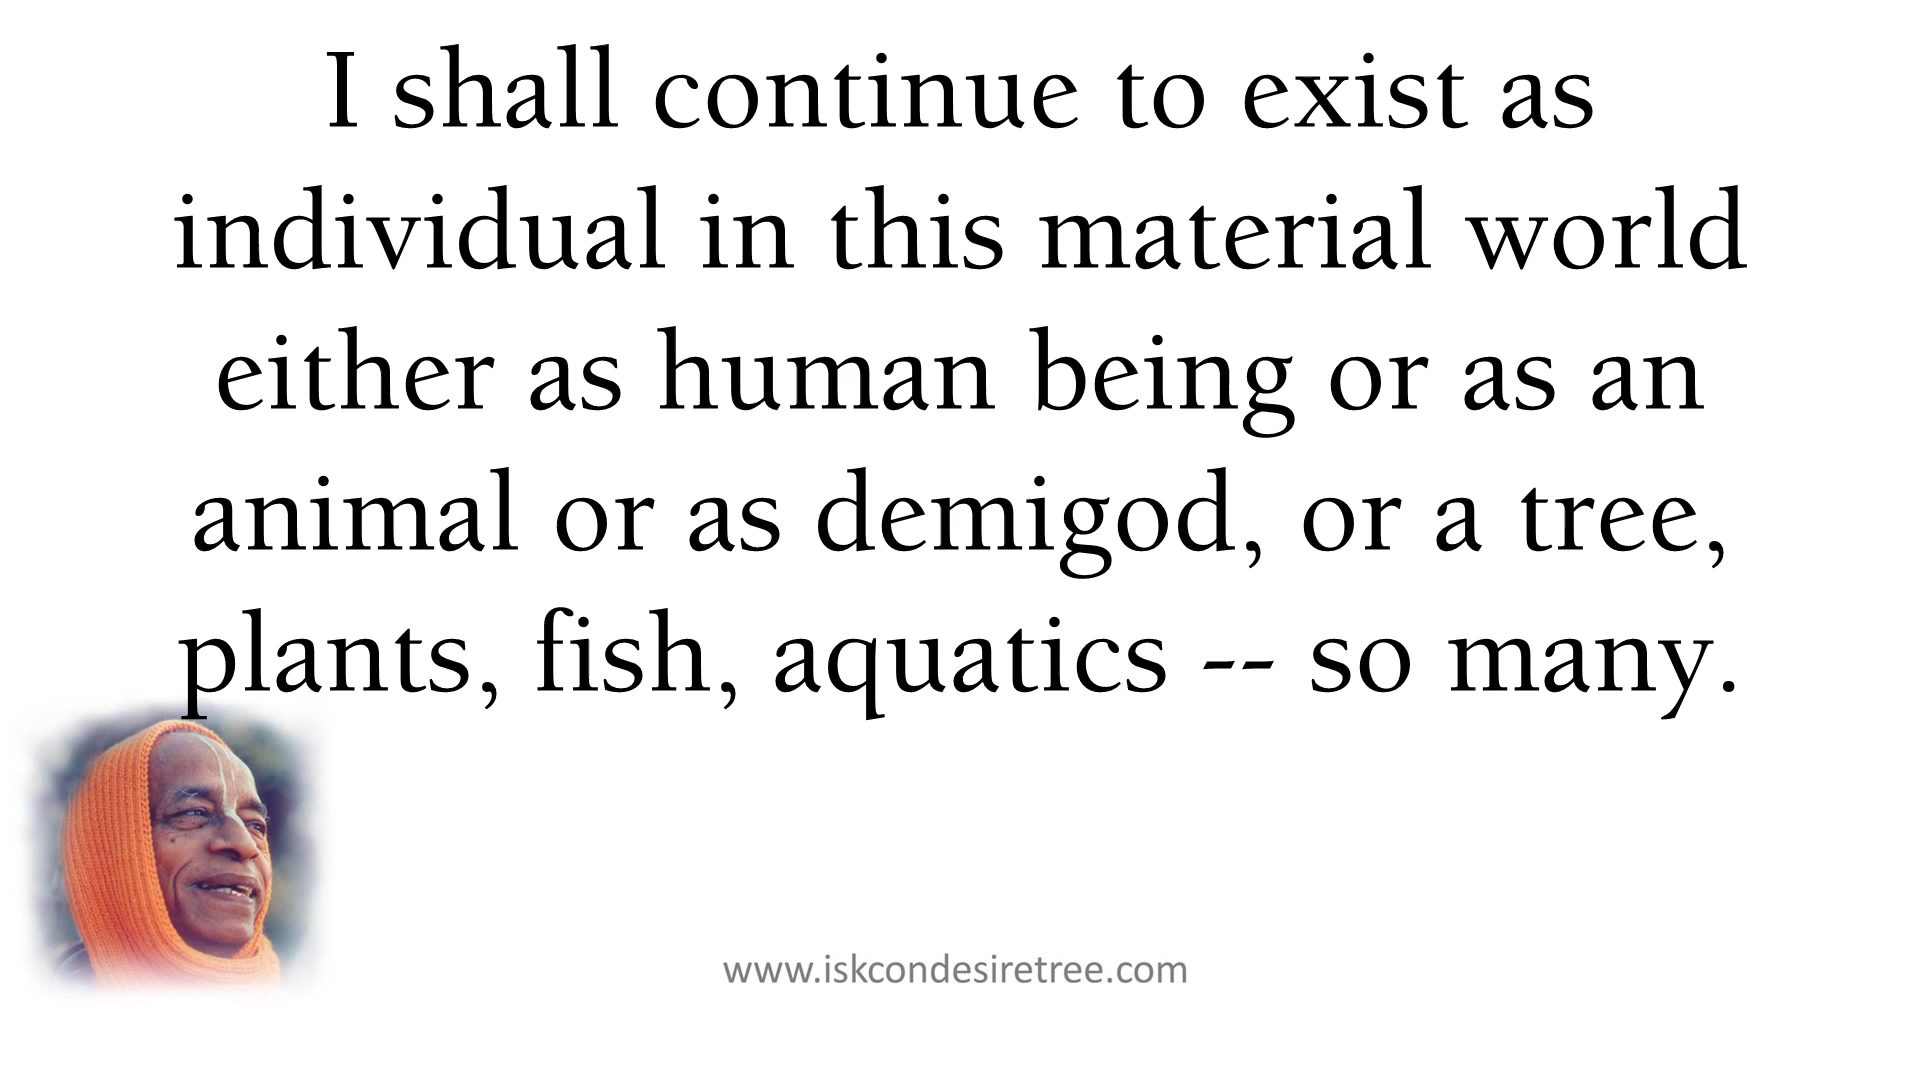 I shall continue to exist as
individual in this material world
either as human being or as an
animal or as demigod, or a tree,
plants, fish, aquatics -- so many.
www.iskcondesiretree.com